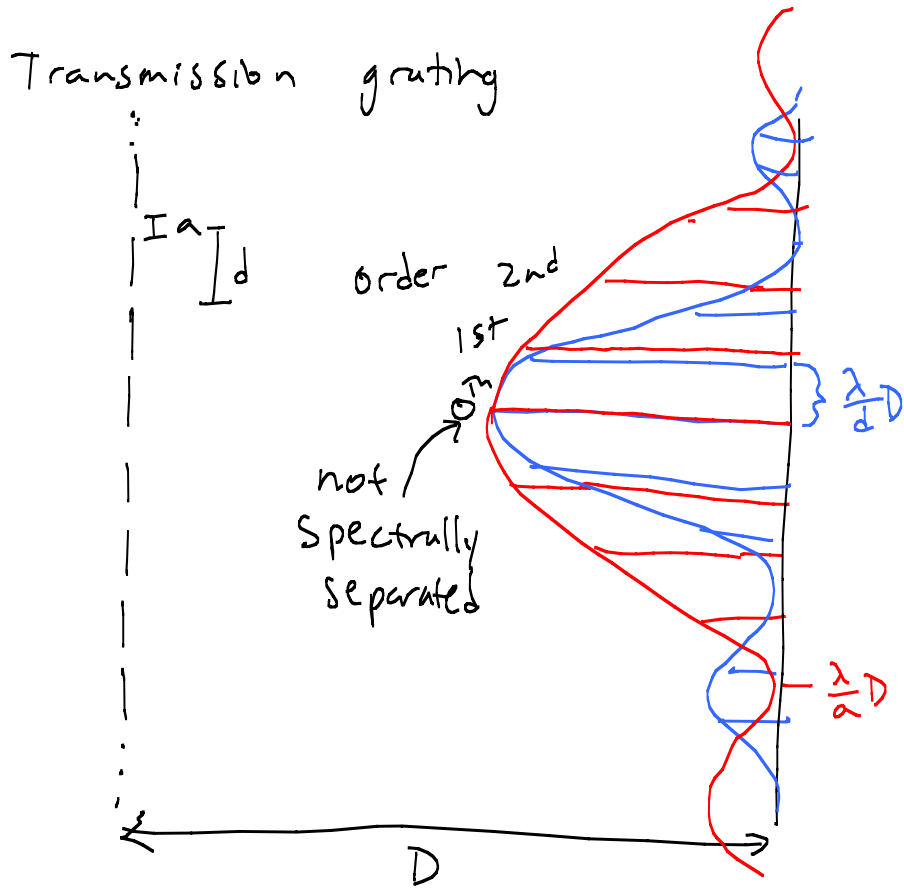 Transmission grating
a
d
order 2nd
1st
0th
λ/d D
not
spectrally
separated
λ/a D
D